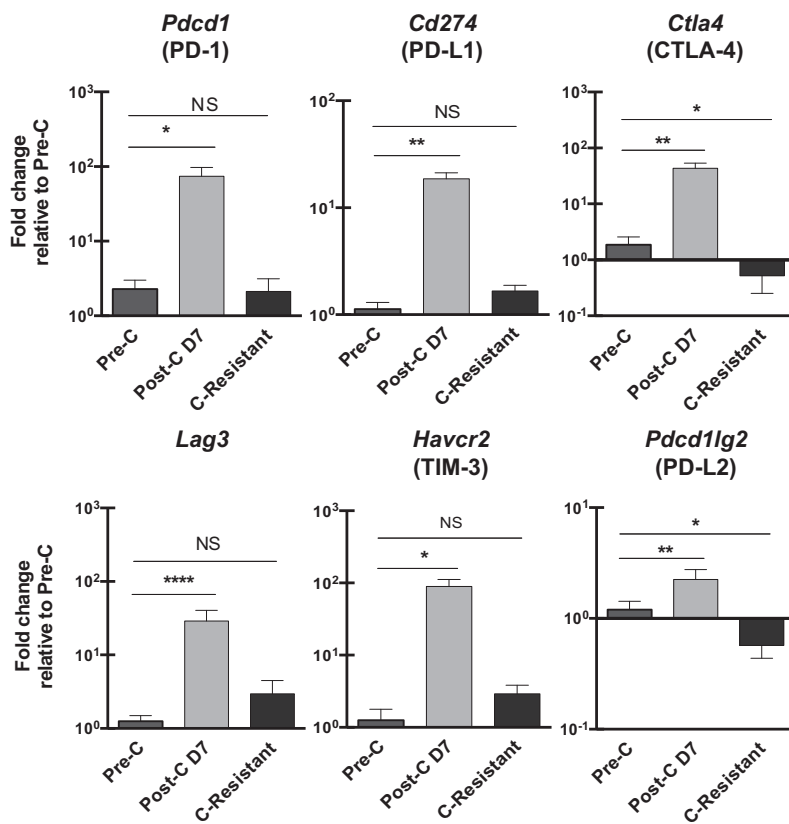 Pdcd1
(PD-1)
Cd274
(PD-L1)
Ctla4
(CTLA-4)
Fold change
relative to Pre-C
10³
10²
10¹
10⁰
NS
*
Pre-C
Post-C D7
C-Resistant
10²
10¹
10⁰
NS
**
Pre-C
Post-C D7
C-Resistant
10³
10²
10¹
10⁰
10⁻¹
*
**
Pre-C
Post-C D7
C-Resistant
Lag3
Havcr2
(TIM-3)
Pdcd1lg2
(PD-L2)
Fold change
relative to Pre-C
10³
10²
10¹
10⁰
NS
****
Pre-C
Post-C D7
C-Resistant
10³
10²
10¹
10⁰
NS
*
Pre-C
Post-C D7
C-Resistant
10¹
10⁰
10⁻¹
*
**
Pre-C
Post-C D7
C-Resistant